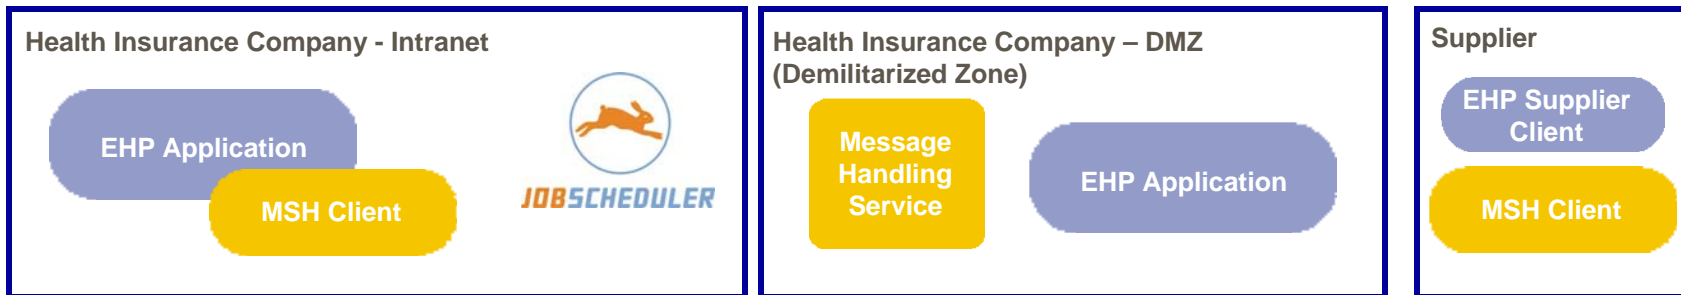 Health Insurance Company - Intranet
EHP Application
MSH Client
JOBSCHEDULER
Health Insurance Company – DMZ
(Demilitarized Zone)
Message
Handling
Service
EHP Application
Supplier
EHP Supplier
Client
MSH Client